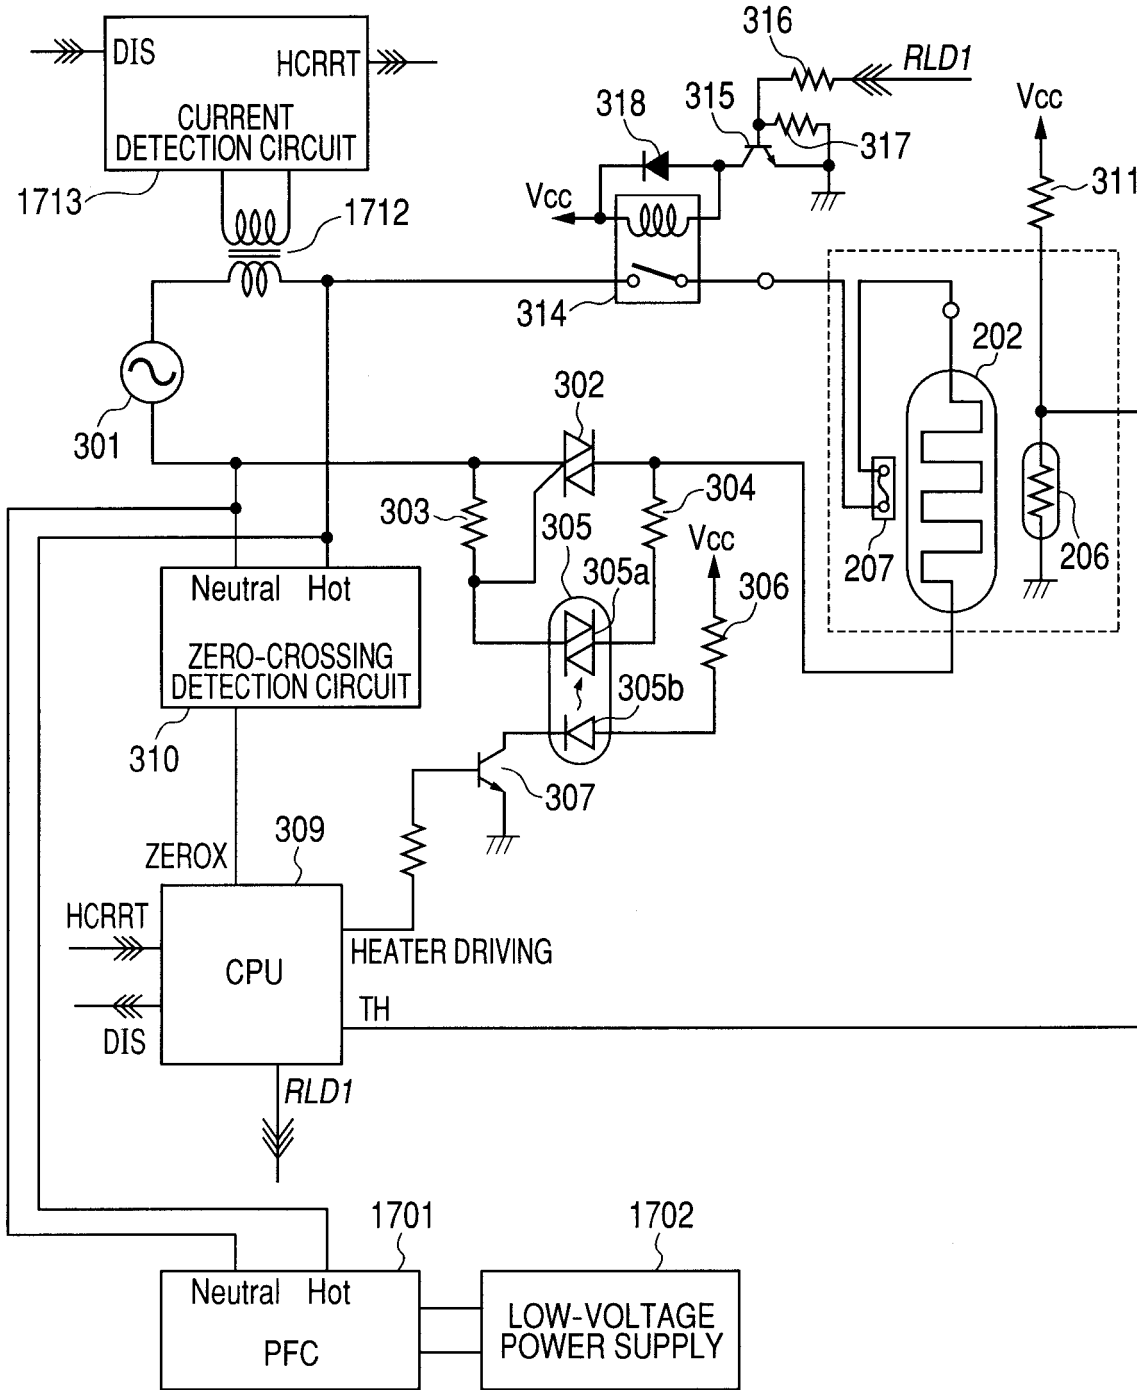 316
RLD1
DIS
HCRRT
CURRENT
DETECTION CIRCUIT
318
315
317
Vcc
311
1713
1712
Vcc
314
202
301
302
303
304
305
Vcc
207
206
Neutral Hot
305a
306
ZERO-CROSSING
DETECTION CIRCUIT
305b
310
307
309
ZEROX
HCRRT
HEATER DRIVING
CPU
TH
DIS
RLD1
1701
1702
Neutral Hot
PFC
LOW-VOLTAGE
POWER SUPPLY